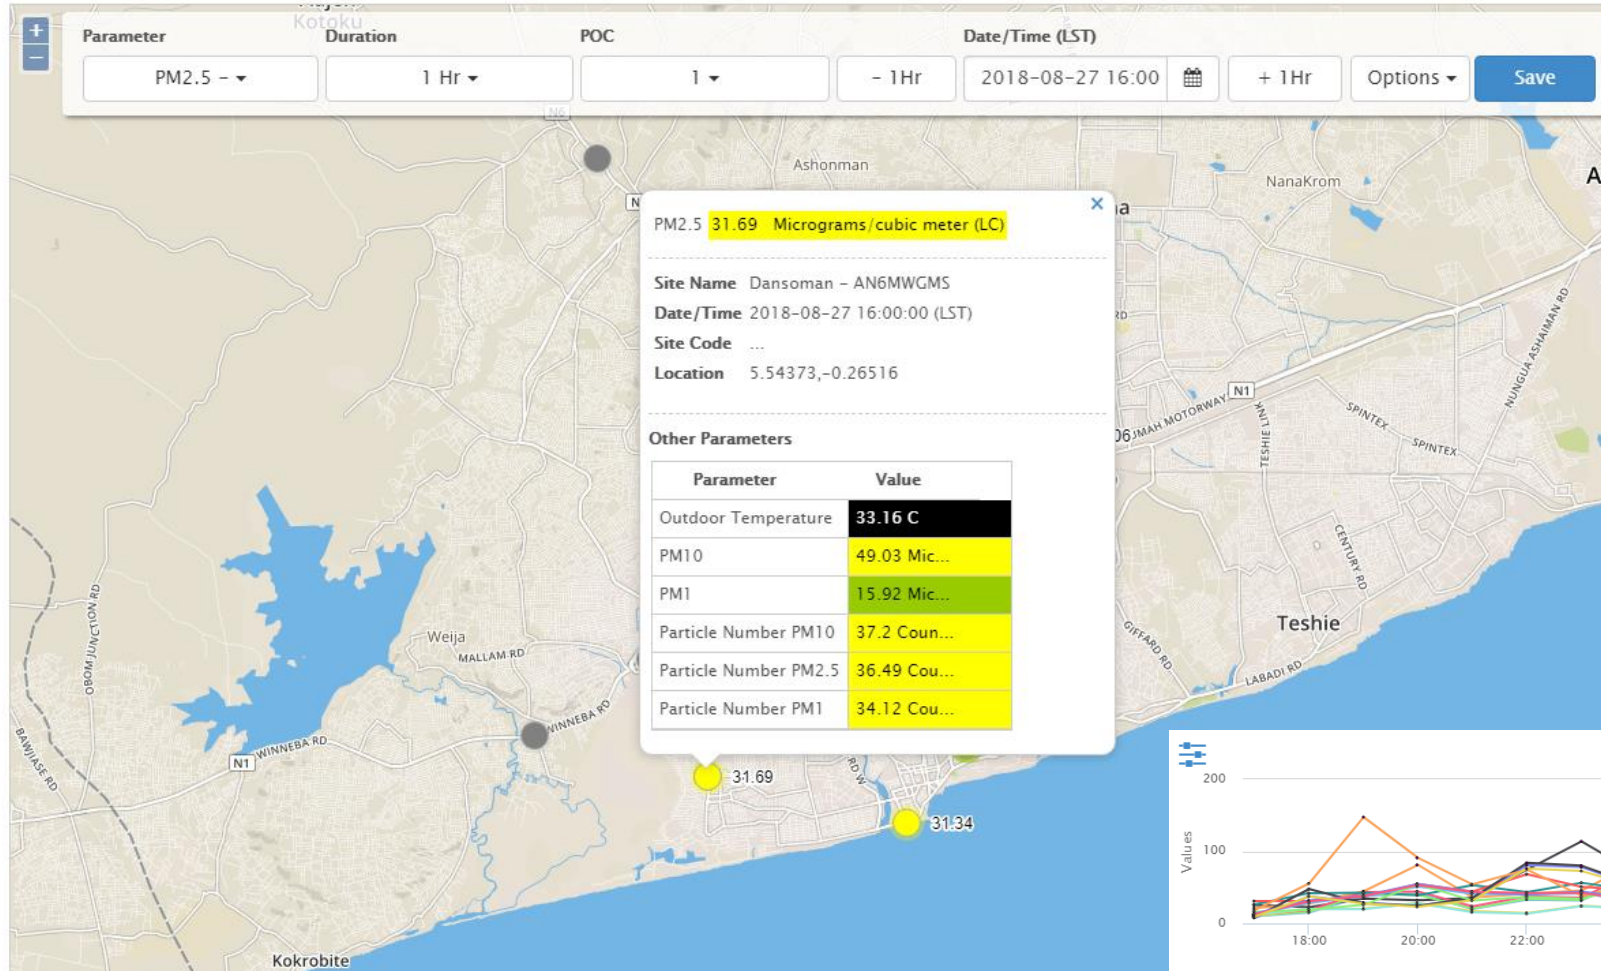 Kotoku
Parameter
Duration
POC
Date/Time (LST)
PM2.5 -
1 Hr
1
- 1Hr
2018-08-27 16:00
+ 1Hr
Options
Save
N6
Ashonman
NanaKrom
A
N
a
×
PM2.5 31.69 Micrograms/cubic meter (LC)
Site Name Dansoman - AN6MWGMS
Date/Time 2018-08-27 16:00:00 (LST)
Site Code ...
Location 5.54373,-0.26516
Other Parameters
Parameter Value
Outdoor Temperature 33.16 C
PM10 49.03 Mic...
PM1 15.92 Mic...
Particle Number PM10 37.2 Coun...
Particle Number PM2.5 36.49 Cou...
Particle Number PM1 34.12 Cou...
RD
NUNGUA ASHAIMAN RD
N1
06
UMAH MOTORWAY
TESHIE LINK
SPINTEX
SPINTEX
CENTURY RD
Teshie
GIFFARD RD
LABADI RD
OBOM JUNCTION RD
Weija
MALLAM RD
WINNEBA RD
BAWJIASE RD
N1
WINNEBA RD
RD W
31.69
31.34
Kokrobite
200
100
0
Values
18:00
20:00
22:00